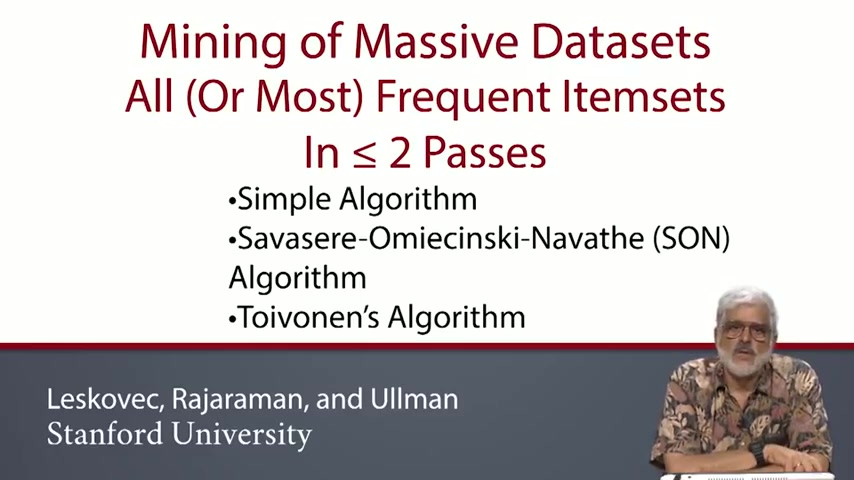 Mining of Massive Datasets
All (Or Most) Frequent Itemsets
In ≤ 2 Passes
•Simple Algorithm
•Savasere-Omiecinski-Navathe (SON)
Algorithm
•Toivonen's Algorithm
Leskovec, Rajaraman, and Ullman
Stanford University